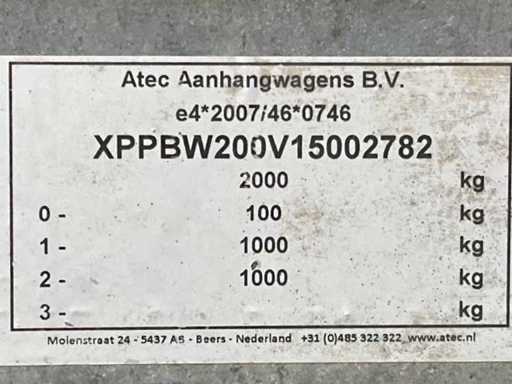 Atec Aanhangwagens B.V.
e4*2007/46*0746
XPPBW200V15002782
2000 kg
0 - 100 kg
1 - 1000 kg
2 - 1000 kg
3 - kg
Molenstraat 24 - 5437 AB - Beers - Nederland +31 (0)485 322 322 www.atec.nl